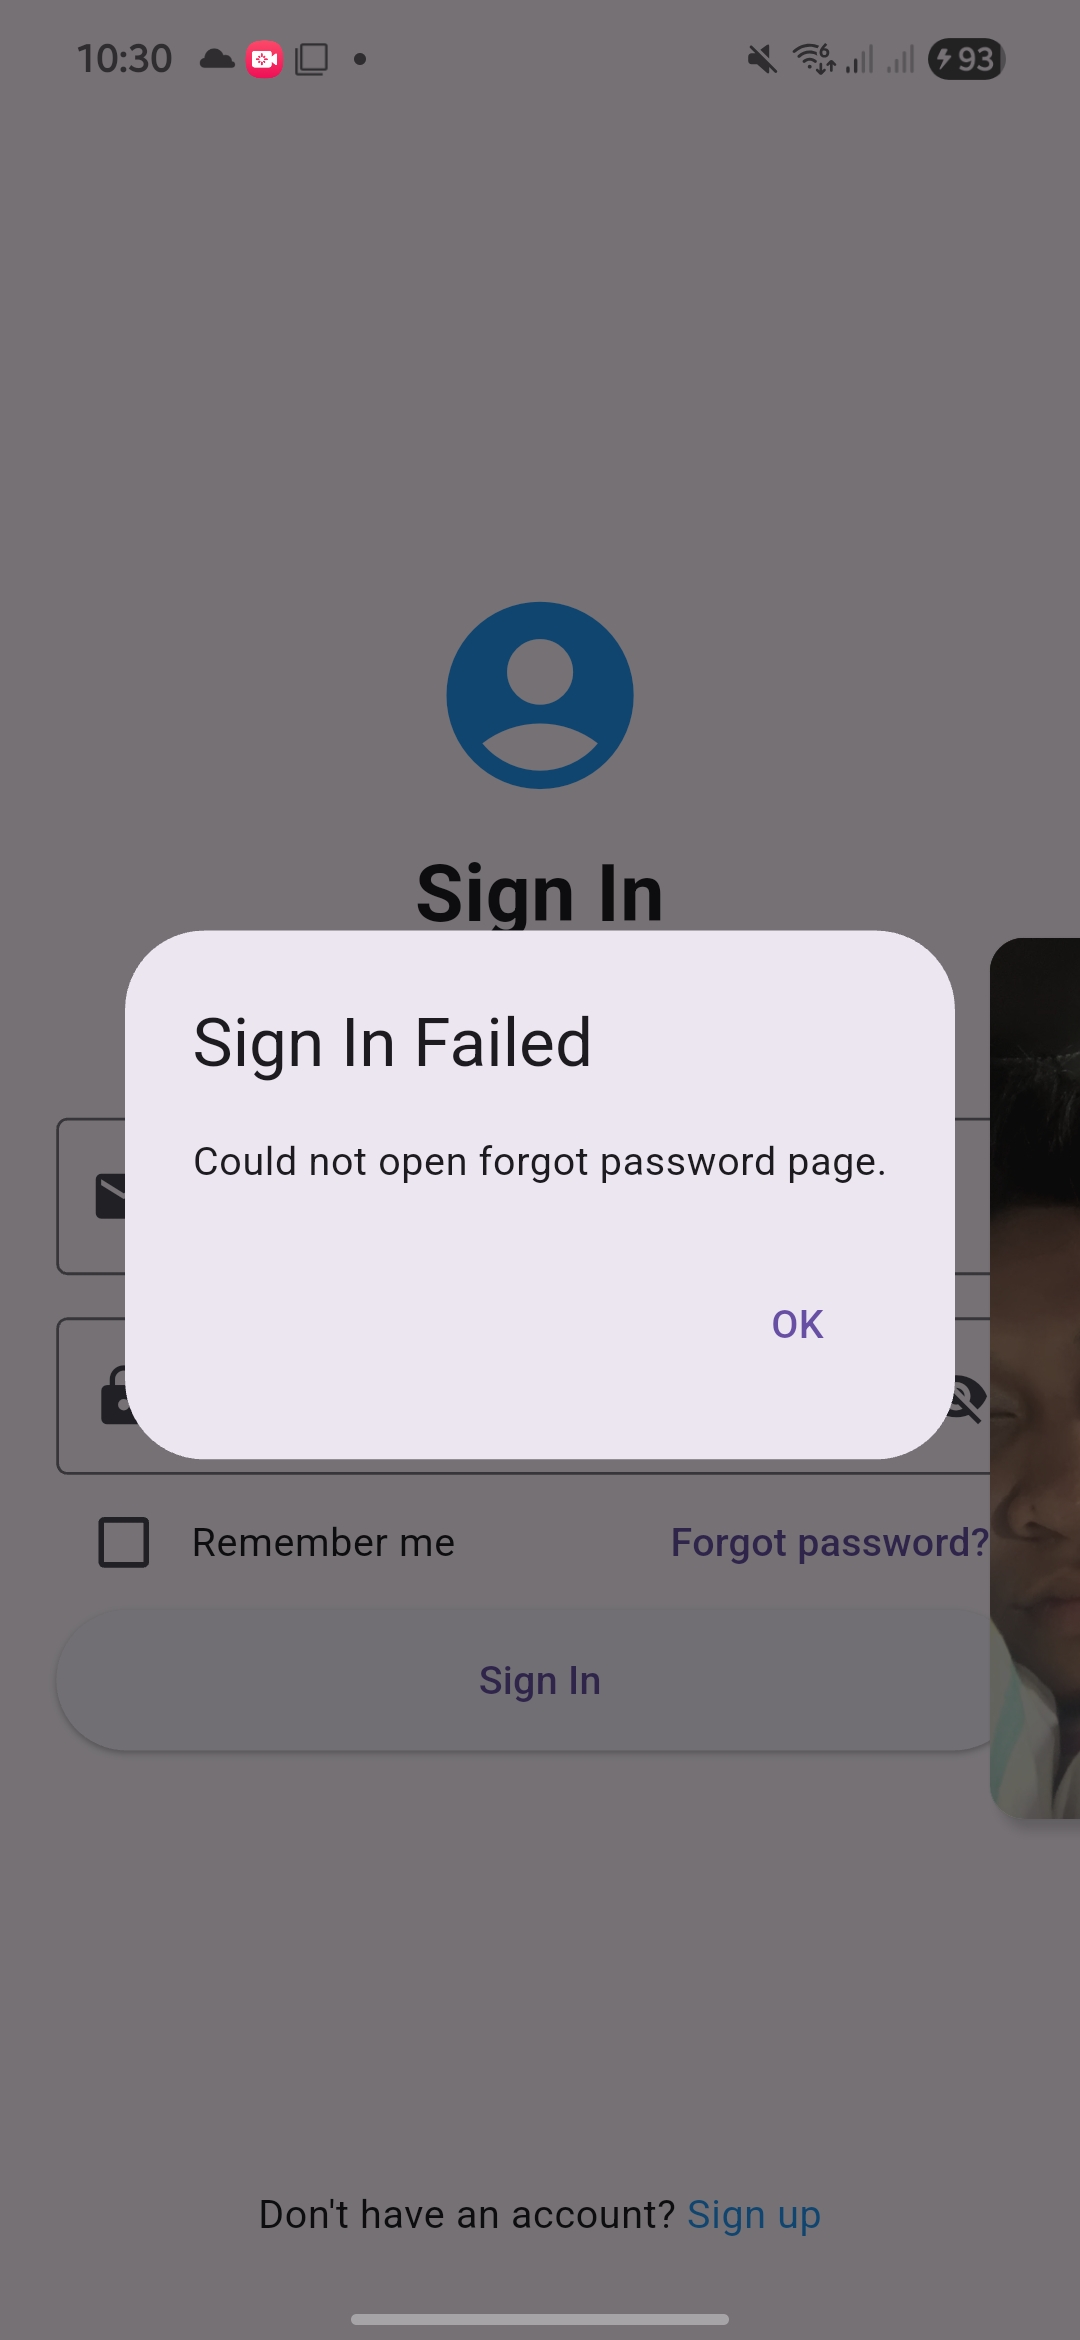 10:30
6
93
Sign In
Sign In Failed
Could not open forgot password page.
OK
Remember me
Forgot password?
Sign In
Don't have an account? Sign up